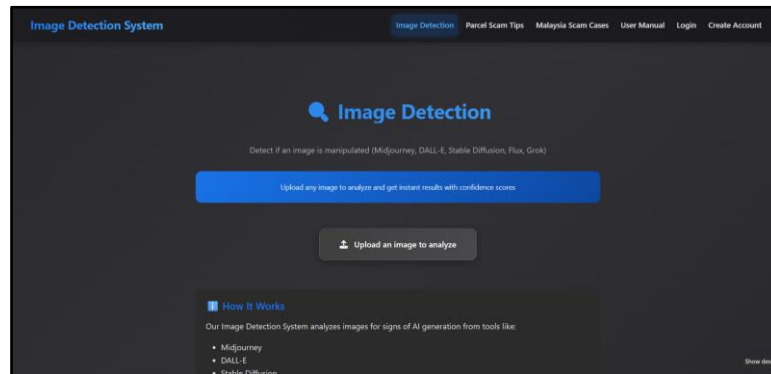 Image Detection System
Image Detection Parcel Scam Tips Malaysia Scam Cases User Manual Login Create Account
Image Detection
Detect if an image is manipulated (Midjourney, DALL-E, Stable Diffusion, Flux, Grok)
Upload any image to analyze and get instant results with confidence scores
Upload an image to analyze
How It Works
Our Image Detection System analyzes images for signs of AI generation from tools like:
• Midjourney
• DALL-E
• Stable Diffusion
Show